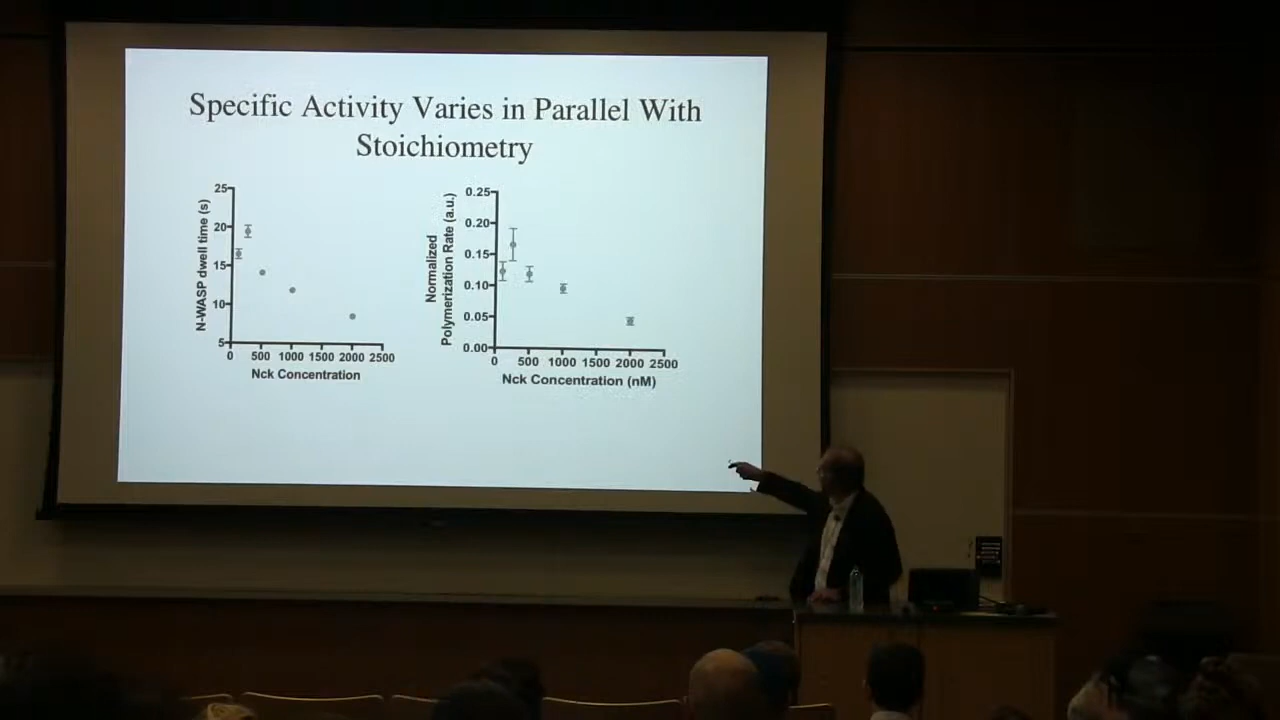 Specific Activity Varies in Parallel With
Stoichiometry
N-WASP dwell time (s)
25
20
15
10
5
0 500 1000 1500 2000 2500
Nck Concentration
Normalized
Polymerization Rate (a.u.)
0.25
0.20
0.15
0.10
0.05
0.00
0 500 1000 1500 2000 2500
Nck Concentration (nM)